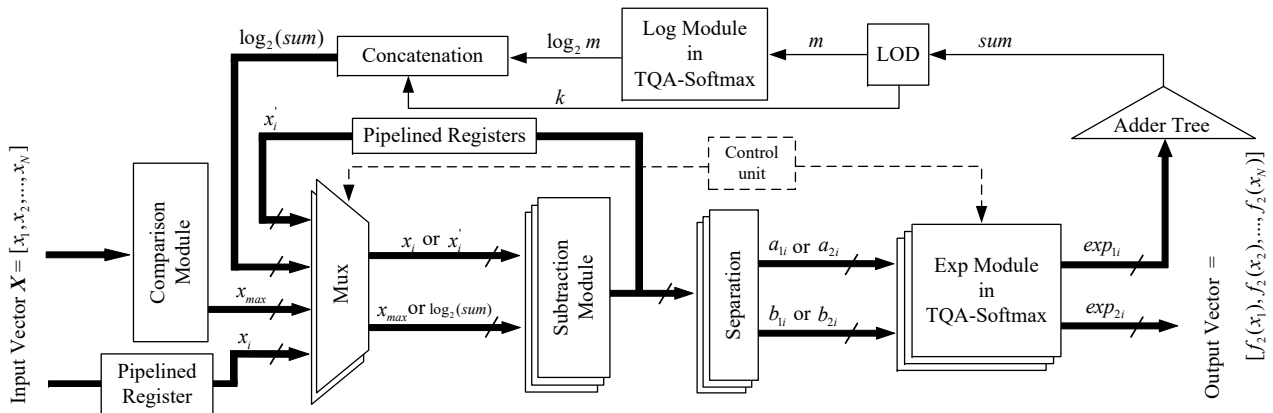 log₂(sum)
Concatenation
log₂ m
Log Module
in
TQA-Softmax
m
LOD
sum
k
Adder Tree
xᵢ'
Pipelined Registers
Control
unit
Input Vector X = [x₁, x₂,..., x_N]
Comparison
Module
x_max
Pipelined
Register
xᵢ
Mux
xᵢ or xᵢ'
x_max or log₂(sum)
Subtraction
Module
Separation
a₁ᵢ or a₂ᵢ
b₁ᵢ or b₂ᵢ
Exp Module
in
TQA-Softmax
exp₁ᵢ
exp₂ᵢ
Output Vector =
[f₂(x₁), f₂(x₂),..., f₂(x_N)]